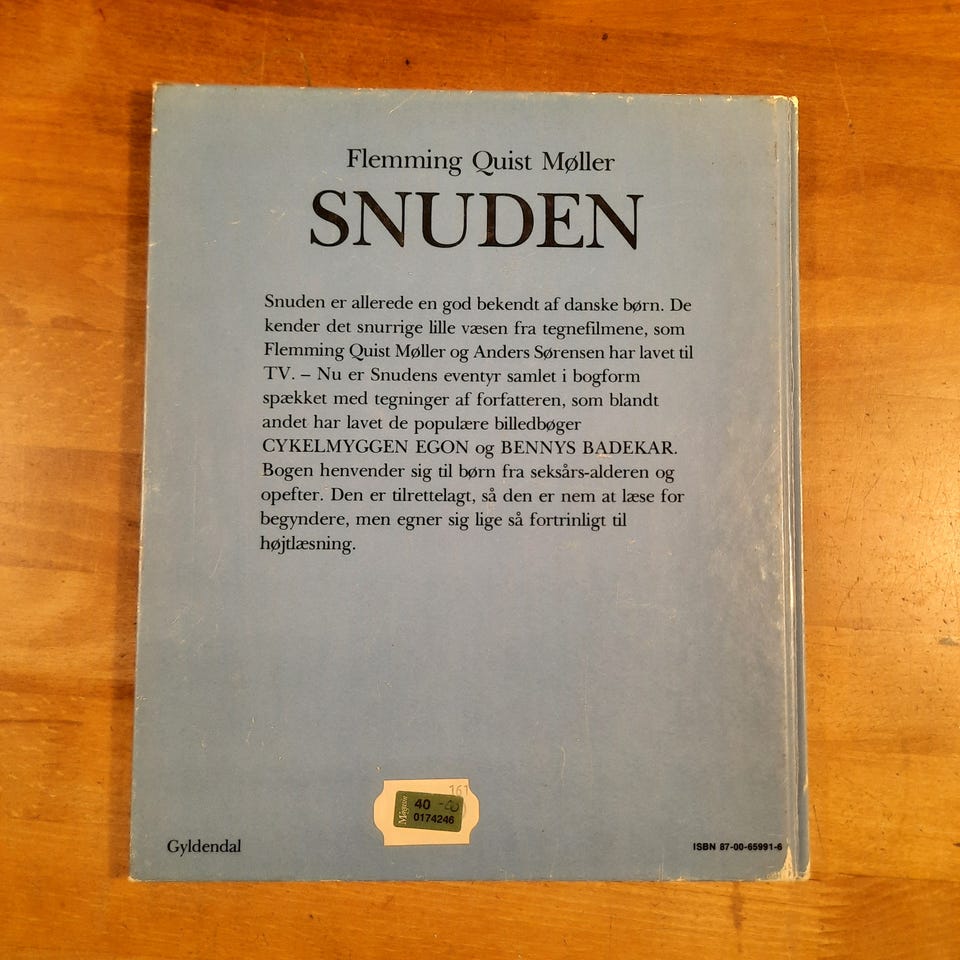 Flemming Quist Møller
SNUDEN
Snuden er allerede en god bekendt af danske børn. De
kender det snurrige lille væsen fra tegnefilmene, som
Flemming Quist Møller og Anders Sørensen har lavet til
TV. – Nu er Snudens eventyr samlet i bogform
spækket med tegninger af forfatteren, som blandt
andet har lavet de populære billedbøger
CYKELMYGGEN EGON og BENNYS BADEKAR.
Bogen henvender sig til børn fra seksårs-alderen og
opefter. Den er tilrettelagt, så den er nem at læse for
begyndere, men egner sig lige så fortrinligt til
højtlæsning.
161
40
0174246
Gyldendal
ISBN 87-00-65991-6